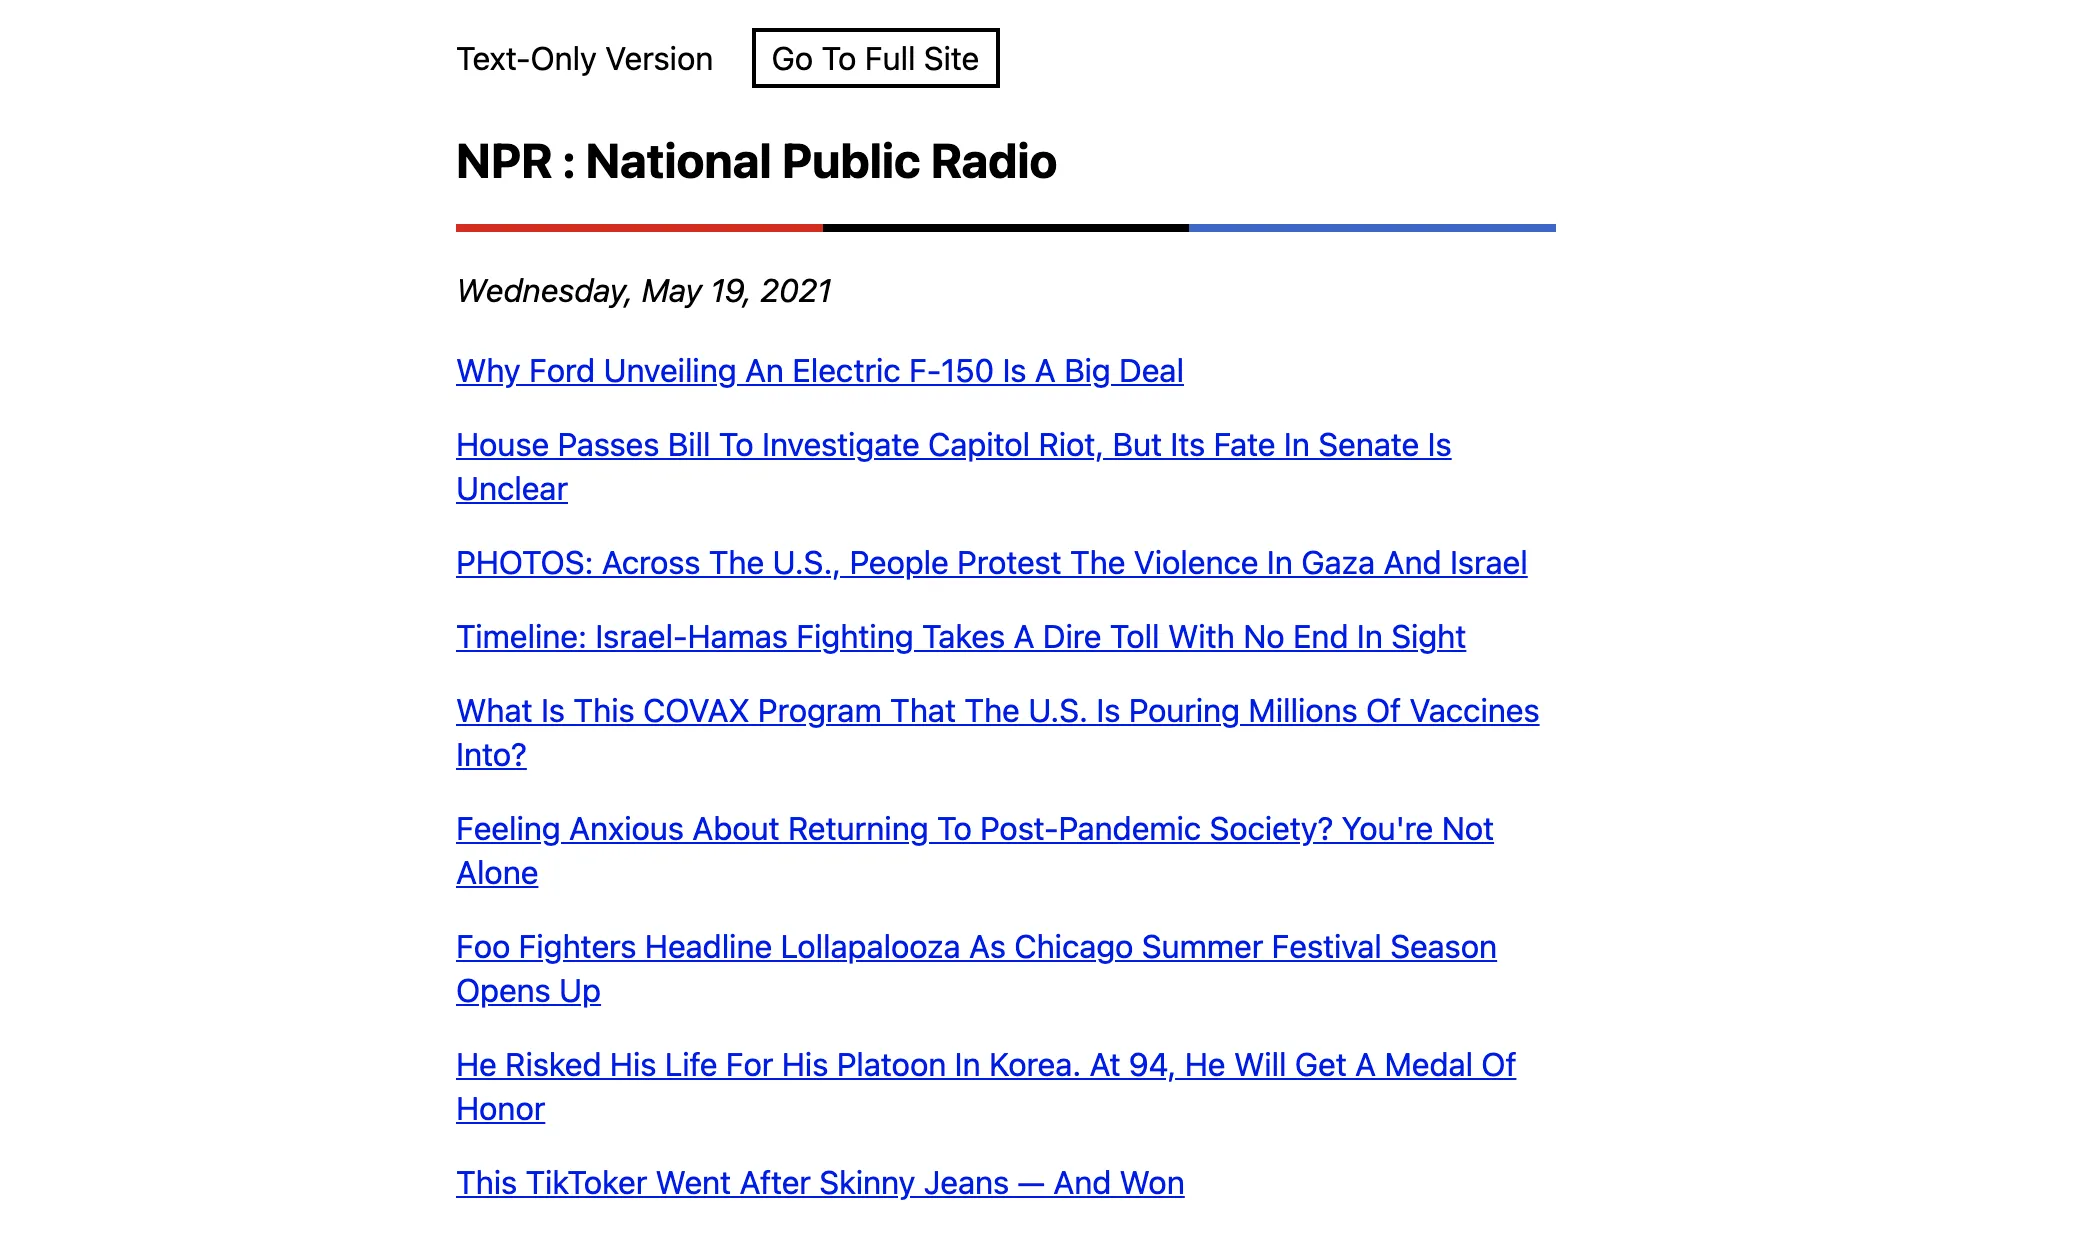 Text-Only Version Go To Full Site
NPR : National Public Radio
Wednesday, May 19, 2021
Why Ford Unveiling An Electric F-150 Is A Big Deal
House Passes Bill To Investigate Capitol Riot, But Its Fate In Senate Is
Unclear
PHOTOS: Across The U.S., People Protest The Violence In Gaza And Israel
Timeline: Israel-Hamas Fighting Takes A Dire Toll With No End In Sight
What Is This COVAX Program That The U.S. Is Pouring Millions Of Vaccines
Into?
Feeling Anxious About Returning To Post-Pandemic Society? You're Not
Alone
Foo Fighters Headline Lollapalooza As Chicago Summer Festival Season
Opens Up
He Risked His Life For His Platoon In Korea. At 94, He Will Get A Medal Of
Honor
This TikToker Went After Skinny Jeans — And Won